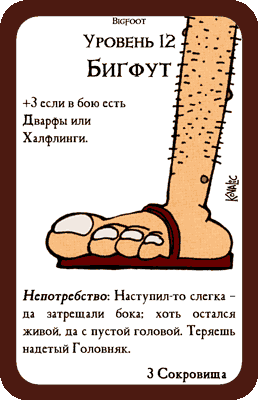 Bigfoot
Уровень 12
Бигфут
+3 если в бою есть
Дварфы или
Халфлинги.
Kovalic
Непотребство: Наступил-то слегка –
да затрещали бока; хоть остался
живой, да с пустой головой. Теряешь
надетый Головняк.
3 Сокровища